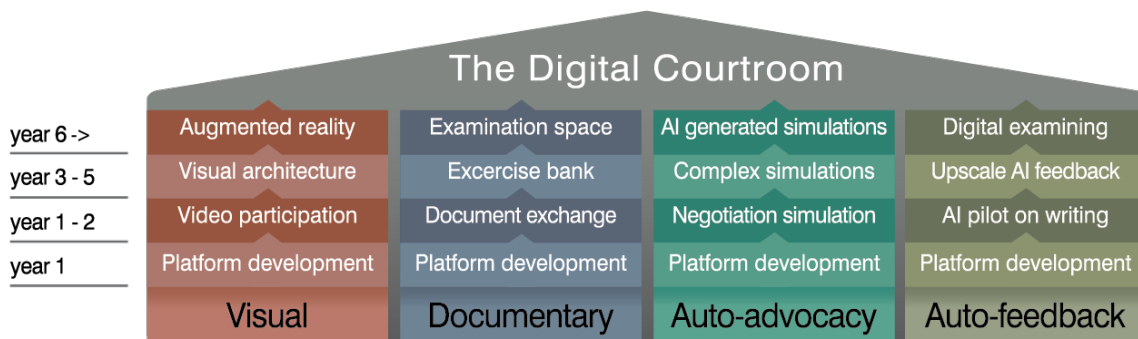 The Digital Courtroom
year 6 -> Augmented reality Examination space AI generated simulations Digital examining
year 3 - 5 Visual architecture Excercise bank Complex simulations Upscale AI feedback
year 1 - 2 Video participation Document exchange Negotiation simulation AI pilot on writing
year 1 Platform development Platform development Platform development Platform development
Visual Documentary Auto-advocacy Auto-feedback